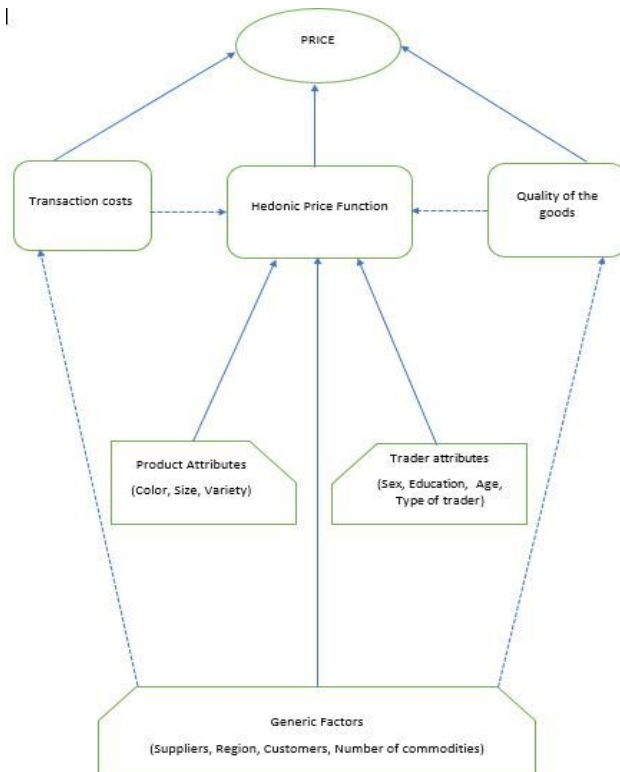 PRICE
Transaction costs
Hedonic Price Function
Quality of the
goods
Product Attributes
(Color, Size, Variety)
Trader attributes
(Sex, Education, Age,
Type of trader)
Generic Factors
(Suppliers, Region, Customers, Number of commodities)